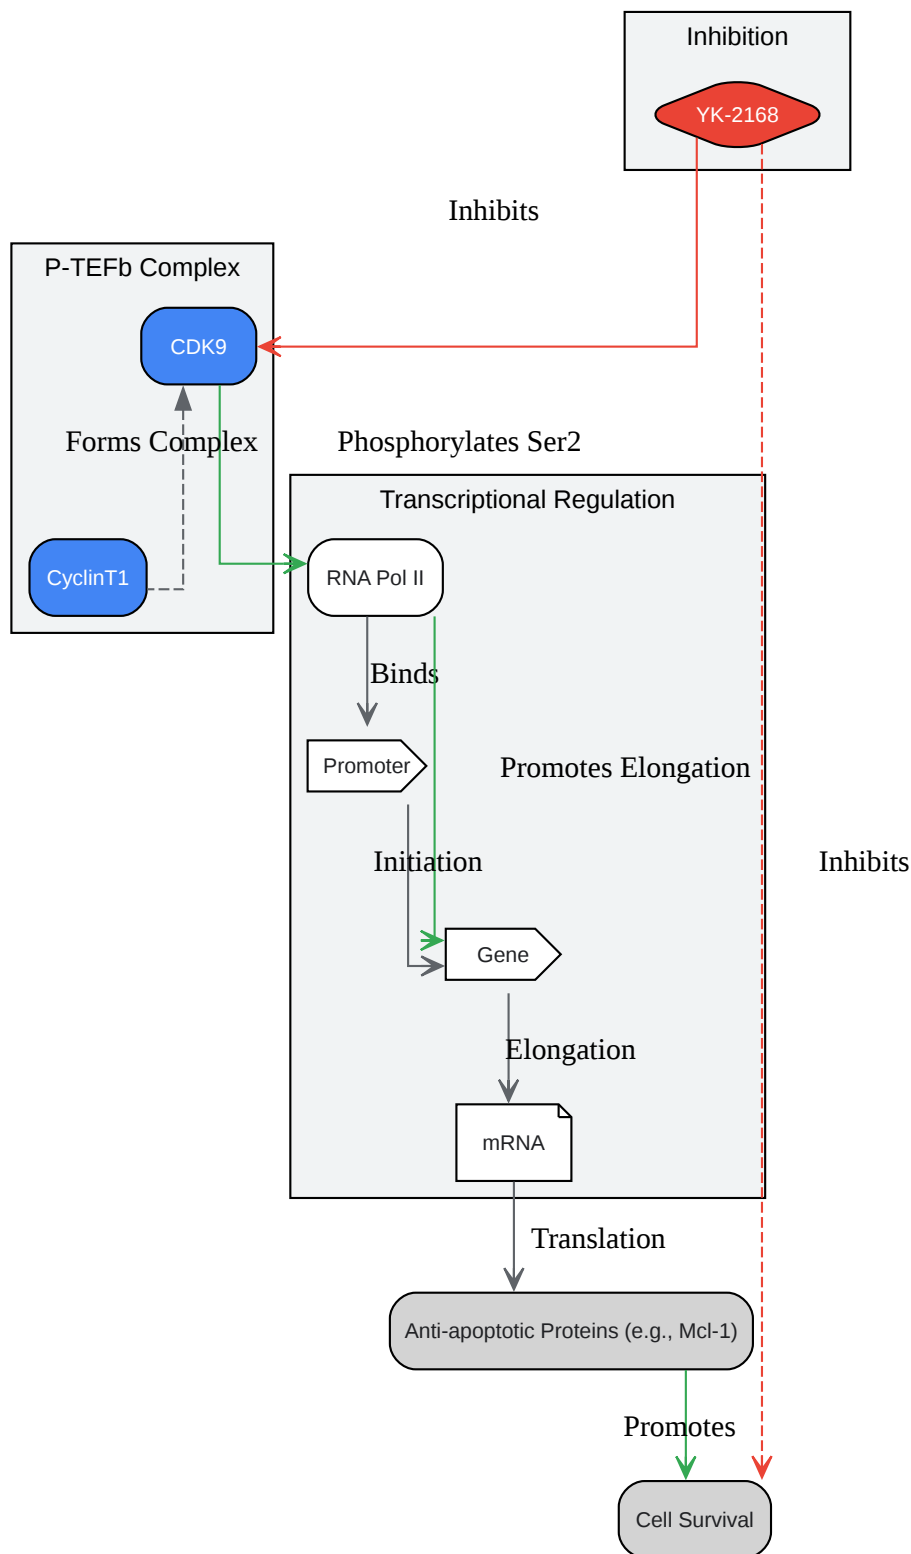 Inhibition
YK-2168
Inhibits
P-TEFb Complex
CDK9
Forms Complex
Phosphorylates Ser2
Transcriptional Regulation
CyclinT1
RNA Pol II
Binds
Promoter
Promotes Elongation
Initiation
Inhibits
Gene
Elongation
mRNA
Translation
Anti-apoptotic Proteins (e.g., Mcl-1)
Promotes
Cell Survival